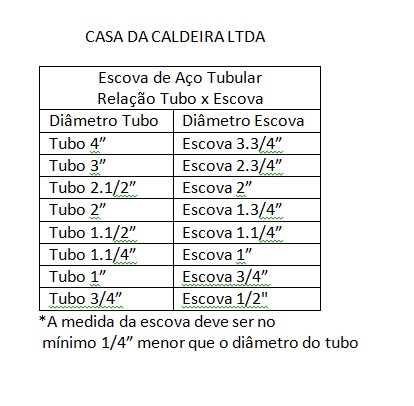 CASA DA CALDEIRA LTDA
Escova de Aço Tubular
Relação Tubo x Escova
Diâmetro Tubo Diâmetro Escova
Tubo 4” Escova 3.3/4”
Tubo 3” Escova 2.3/4”
Tubo 2.1/2” Escova 2”
Tubo 2” Escova 1.3/4”
Tubo 1.1/2” Escova 1.1/4”
Tubo 1.1/4” Escova 1”
Tubo 1” Escova 3/4”
Tubo 3/4” Escova 1/2"
*A medida da escova deve ser no
mínimo 1/4” menor que o diâmetro do tubo